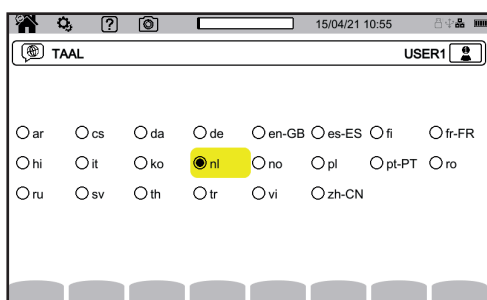 ? 15/04/21 10:55
TAAL USER1
ar cs da de en-GB es-ES fi fr-FR
hi it ko nl no pl pt-PT ro
ru sv th tr vi zh-CN